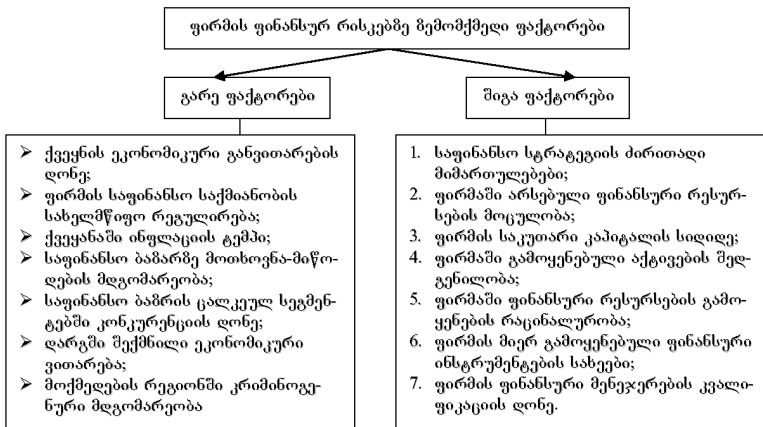 ფირმის ფინანსურ რისკებზე ზემომქმედი ფაქტორები
გარე ფაქტორები
➢ ქვეყნის ეკონომიკური განვითარების
დონე;
➢ ფირმის საფინანსო საქმიანობის
სახელმწიფო რეგულირება;
➢ ქვეყანაში ინფლაციის ტემპი;
➢ საფინანსო ბაზარზე მოთხოვნა-მიწო-
დების მდგომარეობა;
➢ საფინანსო ბაზრის ცალკეულ სეგმენ-
ტებში კონკურენციის დონე;
➢ დარგში შექმნილი ეკონომიკური
ვითარება;
➢ მოქმედების რეგიონში კრიმინოგე-
ნური მდგომარეობა
შიგა ფაქტორები
1. საფინანსო სტრატეგიის ძირითადი
მიმართულებები;
2. ფირმაში არსებული ფინანსური რესურ-
სების მოცულობა;
3. ფირმის საკუთარი კაპიტალის სიდიდე;
4. ფირმაში გამოყენებული აქტივების შედ-
გენილობა;
5. ფირმაში ფინანსური რესურსების გამო-
ყენების რაციონალურობა;
6. ფირმის მიერ გამოყენებული ფინანსური
ინსტრუმენტების სახეები;
7. ფირმის ფინანსური მენეჯერების კვალი-
ფიკაციის დონე.